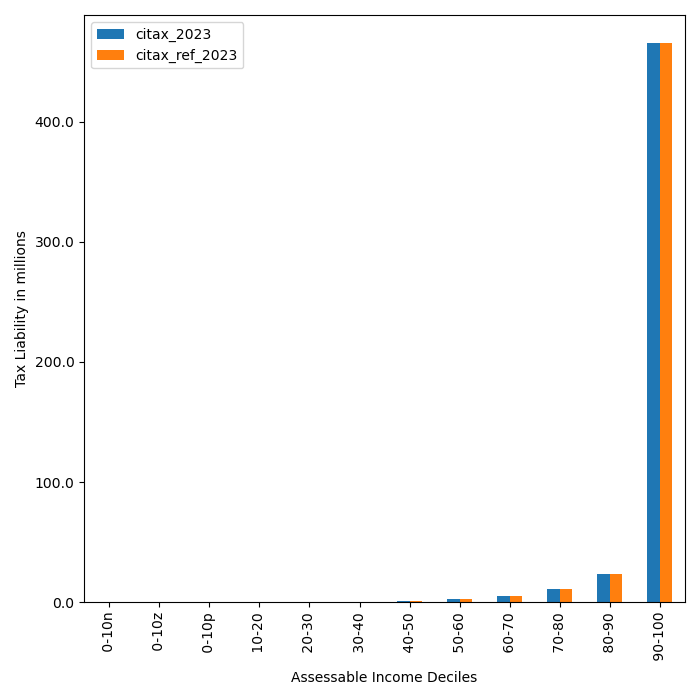 citax_2023
citax_ref_2023
Tax Liability in millions
400.0
300.0
200.0
100.0
0.0
0-10n
0-10z
0-10p
10-20
20-30
30-40
40-50
50-60
60-70
70-80
80-90
90-100
Assessable Income Deciles